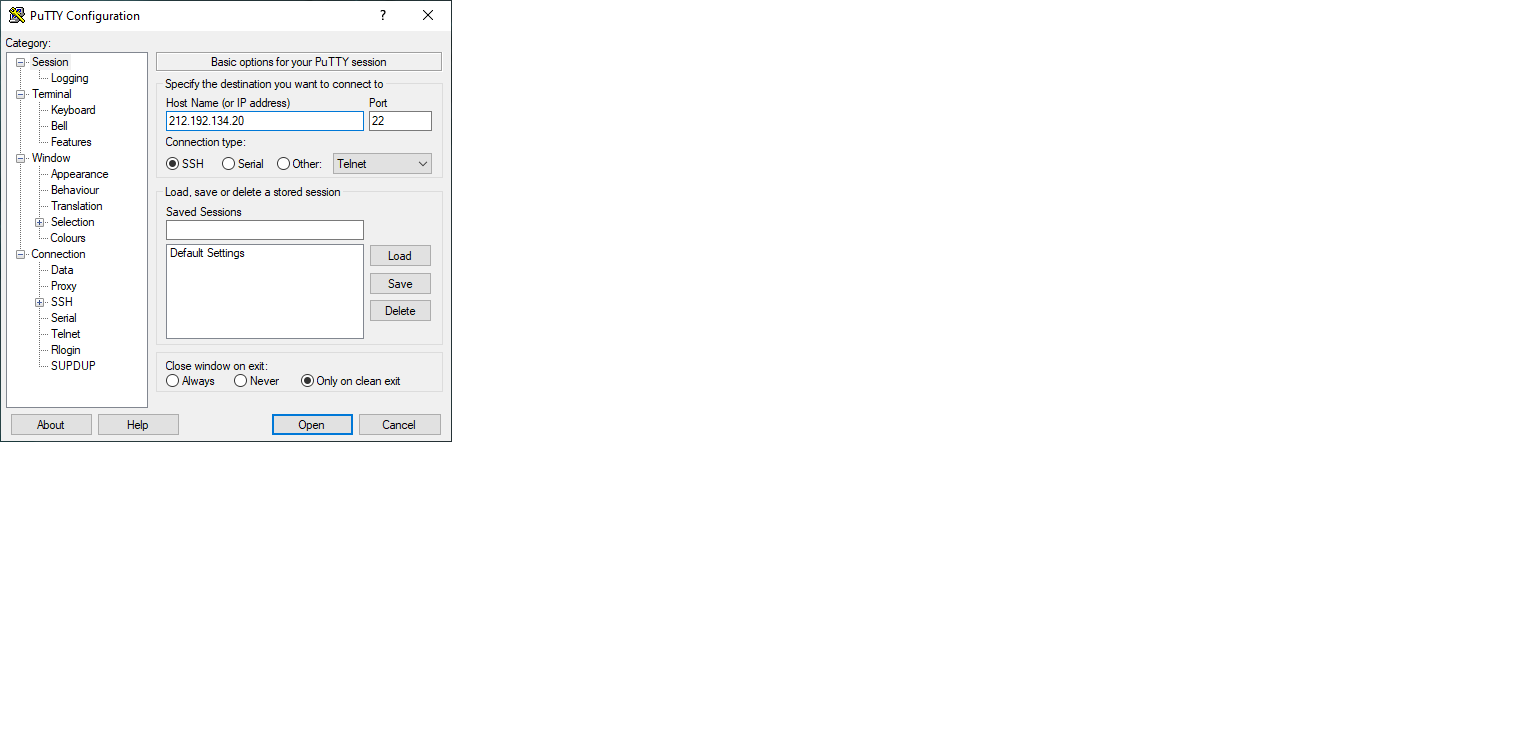 PuTTY Configuration ?
Category:
Session
Logging
Terminal
Keyboard
Bell
Features
Window
Appearance
Behaviour
Translation
Selection
Colours
Connection
Data
Proxy
SSH
Serial
Telnet
Rlogin
SUPDUP
Basic options for your PuTTY session
Specify the destination you want to connect to
Host Name (or IP address) Port
212.192.134.20 22
Connection type:
SSH Serial Other: Telnet
Load, save or delete a stored session
Saved Sessions
Default Settings
Load
Save
Delete
Close window on exit:
Always Never Only on clean exit
About Help Open Cancel